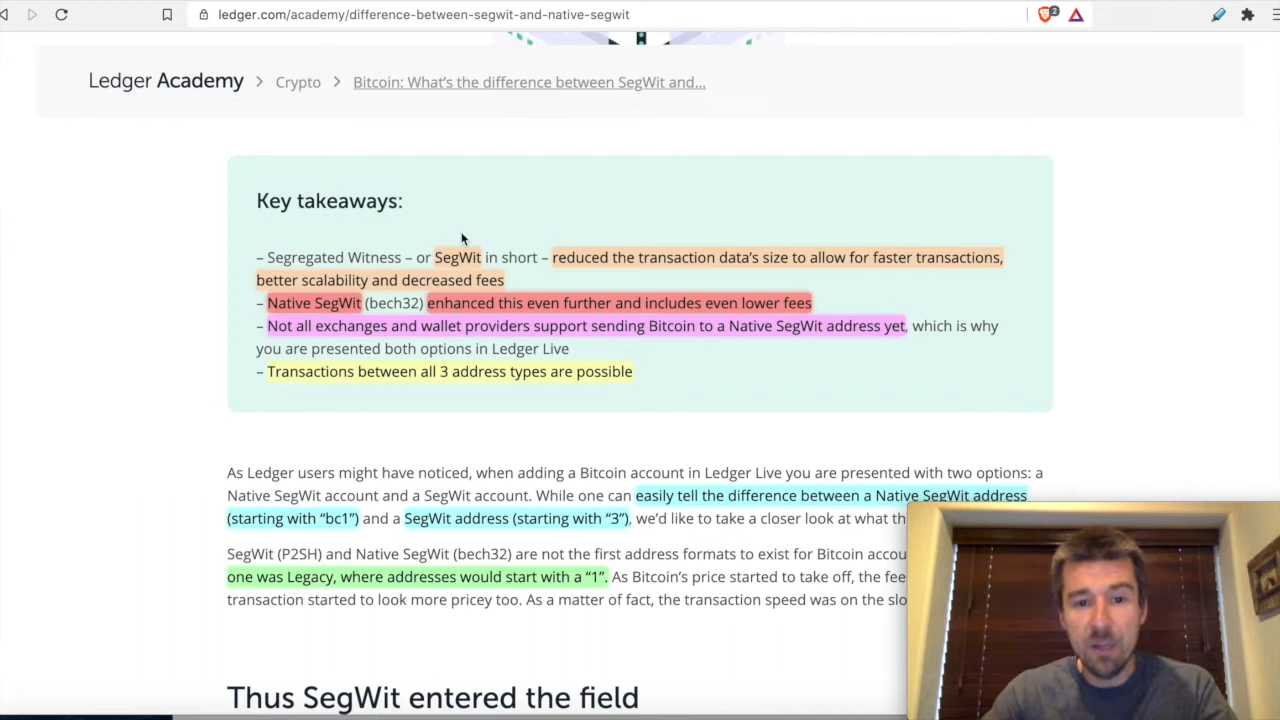 ledger.com/academy/difference-between-segwit-and-native-segwit
2
Ledger Academy > Crypto > Bitcoin: What's the difference between SegWit and...
Key takeaways:
– Segregated Witness – or SegWit in short – reduced the transaction data's size to allow for faster transactions,
better scalability and decreased fees
– Native SegWit (bech32) enhanced this even further and includes even lower fees
– Not all exchanges and wallet providers support sending Bitcoin to a Native SegWit address yet, which is why
you are presented both options in Ledger Live
– Transactions between all 3 address types are possible
As Ledger users might have noticed, when adding a Bitcoin account in Ledger Live you are presented with two options: a
Native SegWit account and a SegWit account. While one can easily tell the difference between a Native SegWit address
(starting with “bc1”) and a SegWit address (starting with “3”), we'd like to take a closer look at what th
SegWit (P2SH) and Native SegWit (bech32) are not the first address formats to exist for Bitcoin accou
one was Legacy, where addresses would start with a “1”. As Bitcoin's price started to take off, the fee
transaction started to look more pricey too. As a matter of fact, the transaction speed was on the slo
Thus SegWit entered the field